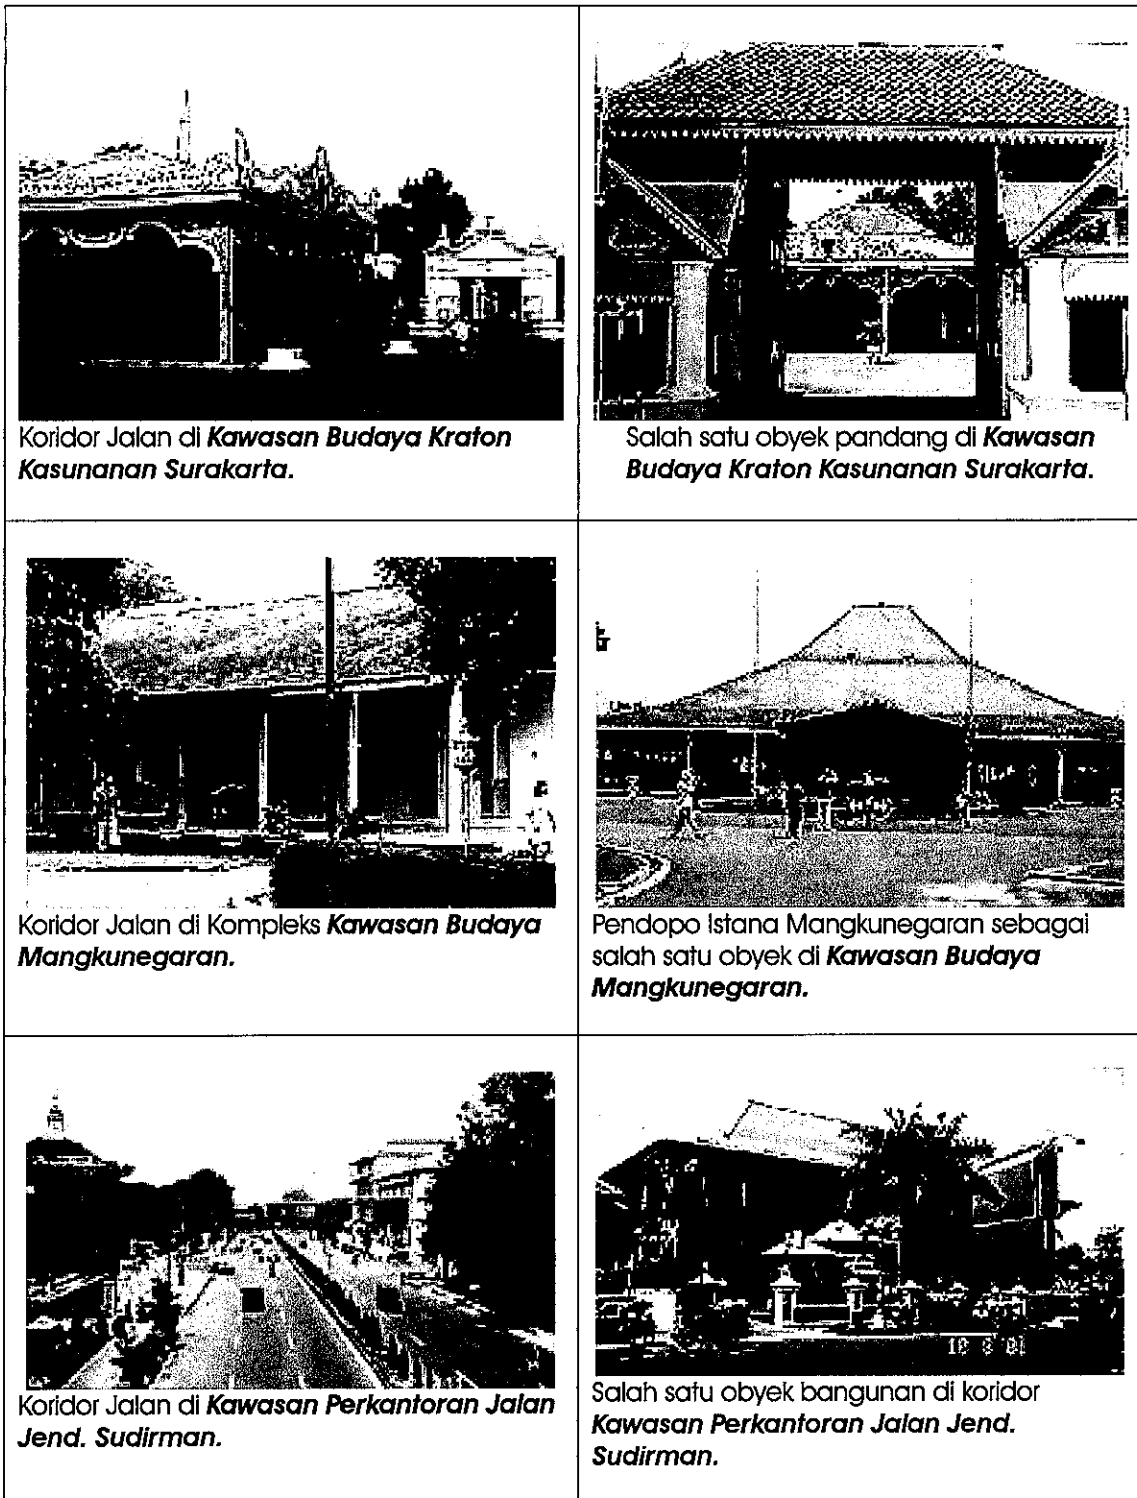 Koridor Jalan di Kawasan Budaya Kraton
Kasunanan Surakarta.
Salah satu obyek pandang di Kawasan
Budaya Kraton Kasunanan Surakarta.
Koridor Jalan di Kompleks Kawasan Budaya
Mangkunegaran.
Pendopo Istana Mangkunegaran sebagai
salah satu obyek di Kawasan Budaya
Mangkunegaran.
Koridor Jalan di Kawasan Perkantoran Jalan
Jend. Sudirman.
Salah satu obyek bangunan di koridor
Kawasan Perkantoran Jalan Jend.
Sudirman.